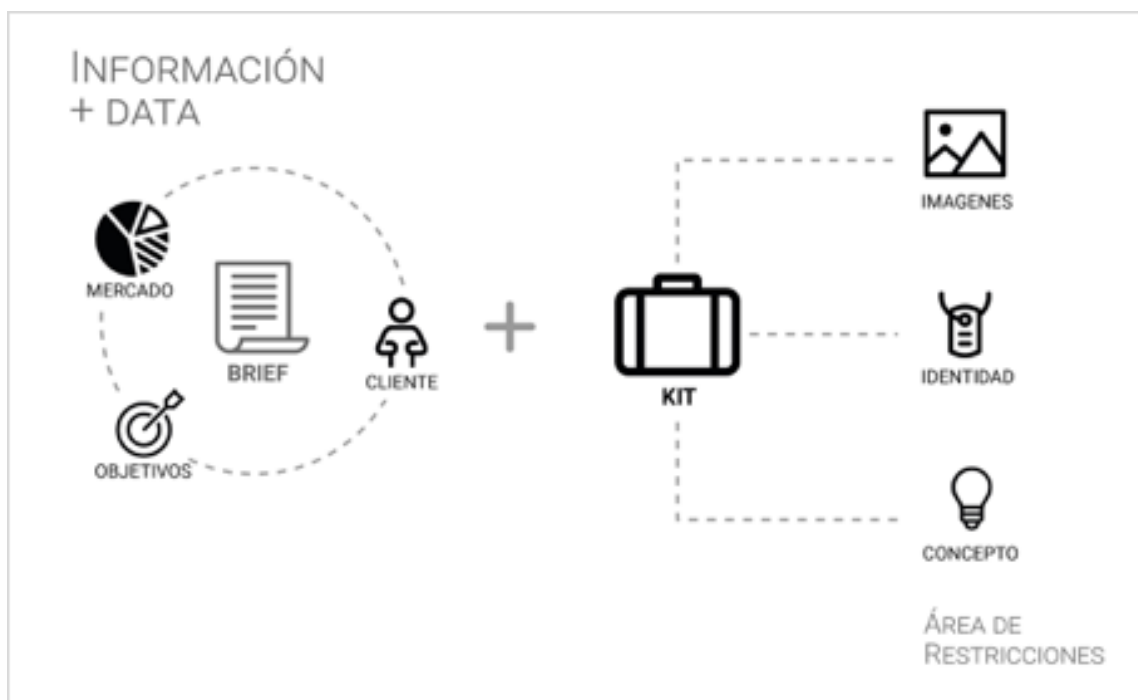 INFORMACIÓN
+ DATA
MERCADO
BRIEF
CLIENTE
OBJETIVOS
+
KIT
IMAGENES
IDENTIDAD
CONCEPTO
ÁREA DE
RESTRICCIONES